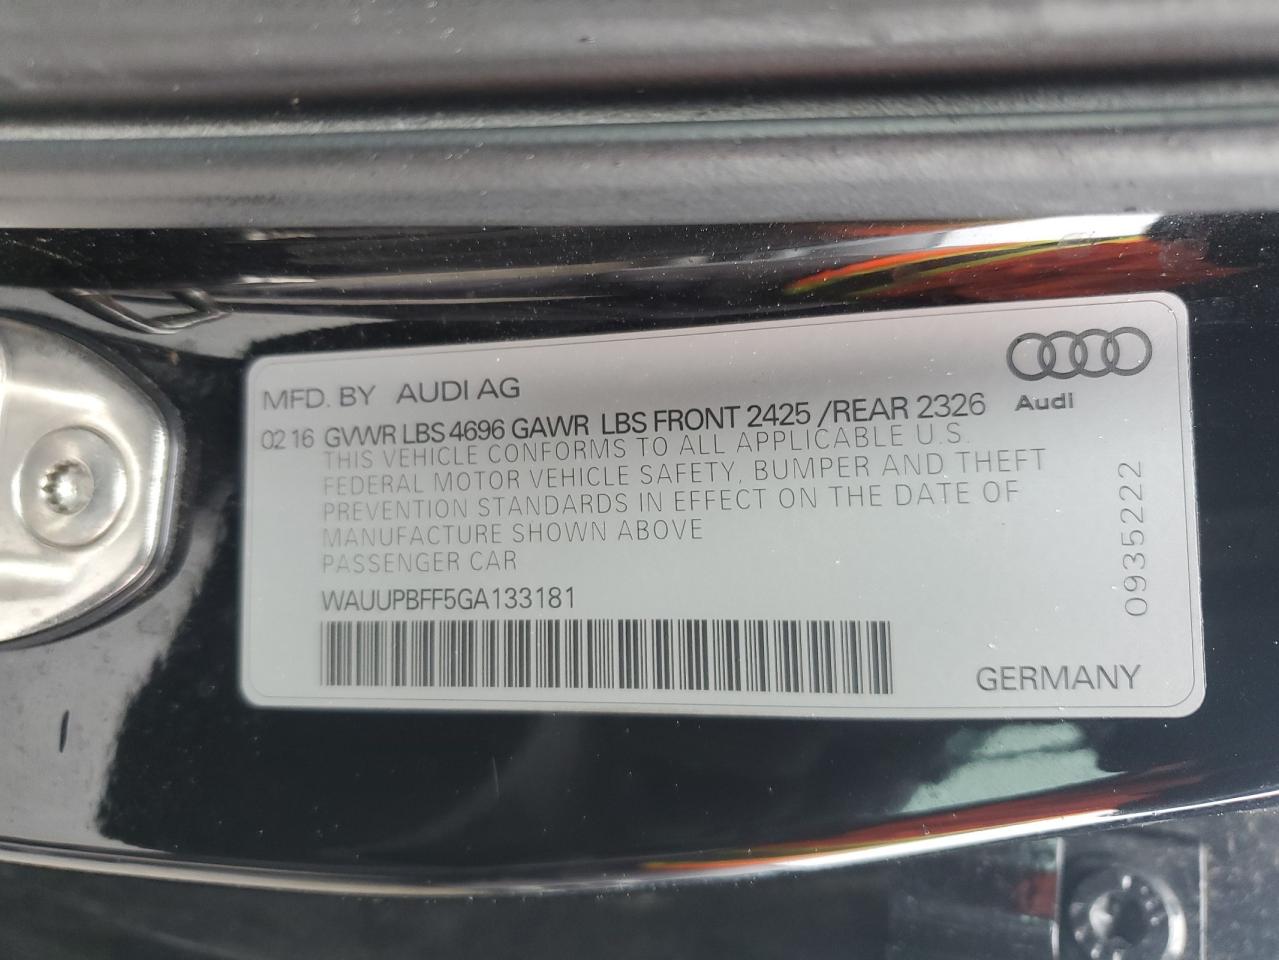 MFD. BY AUDI AG
Audi
02 16 GVWR LBS 4696 GAWR LBS FRONT 2425 /REAR 2326
THIS VEHICLE CONFORMS TO ALL APPLICABLE U.S.
FEDERAL MOTOR VEHICLE SAFETY, BUMPER AND THEFT
PREVENTION STANDARDS IN EFFECT ON THE DATE OF
MANUFACTURE SHOWN ABOVE
PASSENGER CAR
WAUUPBFF5GA133181
09352222
GERMANY